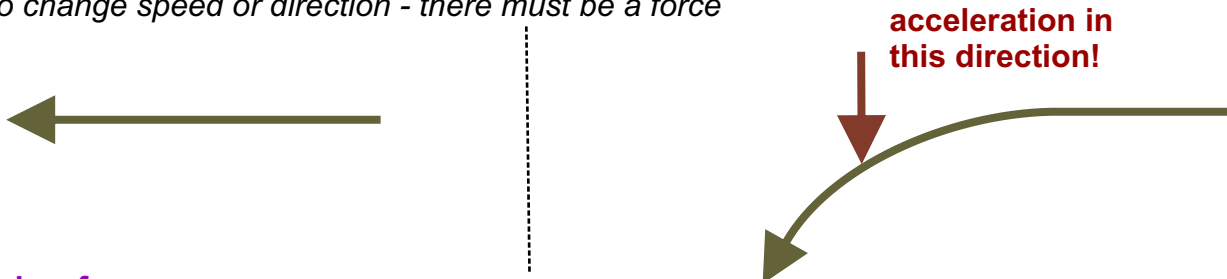 o change speed or direction - there must be a force
acceleration in
this direction!